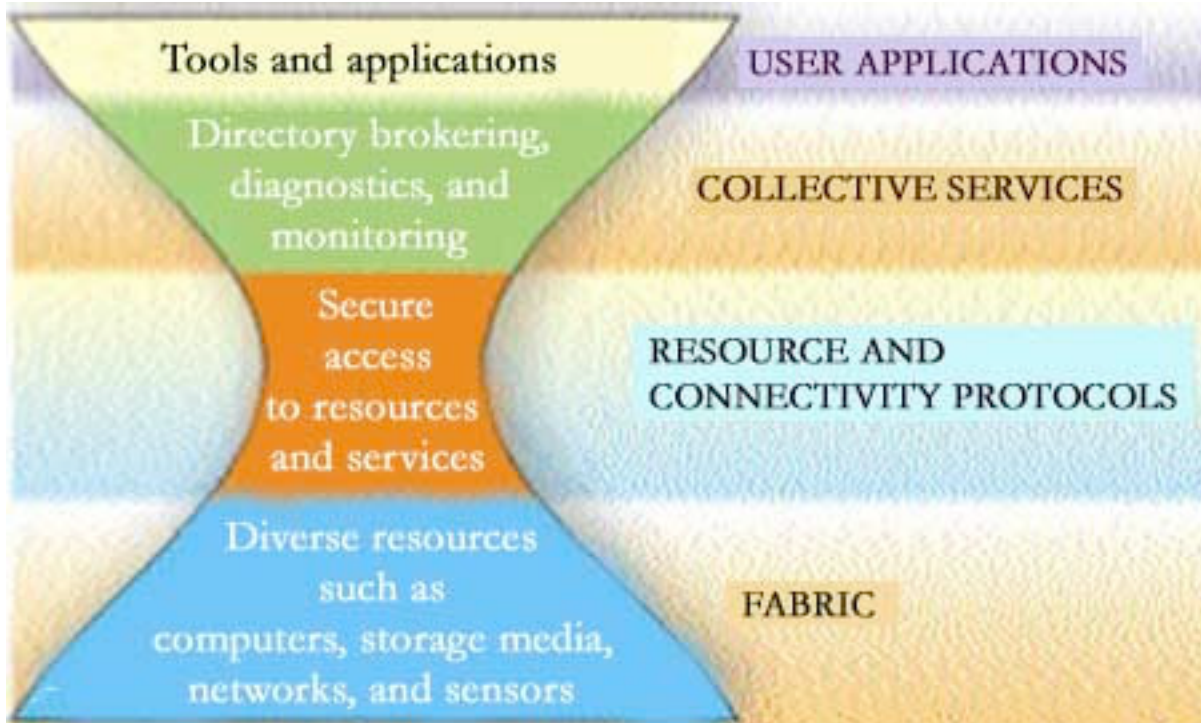 Tools and applications
USER APPLICATIONS
Directory brokering,
diagnostics, and
monitoring
COLLECTIVE SERVICES
Secure
access
to resources
and services
RESOURCE AND
CONNECTIVITY PROTOCOLS
Diverse resources
such as
computers, storage media,
networks, and sensors
FABRIC